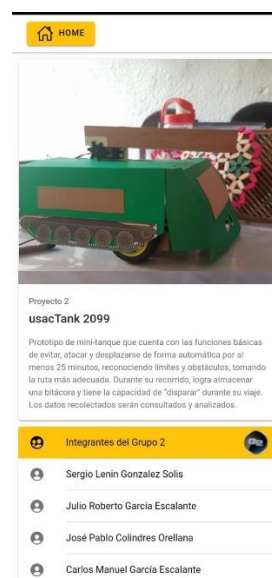 HOME
Proyecto 2
usacTank 2099
Prototipo de mini-tanque que cuenta con las funciones básicas
de evitar, atacar y desplazarse de forma automática por al
menos 25 minutos, reconociendo límites y obstáculos, tomando
la ruta más adecuada. Durante su recorrido, logra almacenar
una bitácora y tiene la capacidad de "disparar" durante su viaje.
Los datos recolectados serán consultados y analizados.
Integrantes del Grupo 2
Sergio Lenin Gonzalez Solis
Julio Roberto García Escalante
José Pablo Colindres Orellana
Carlos Manuel García Escalante